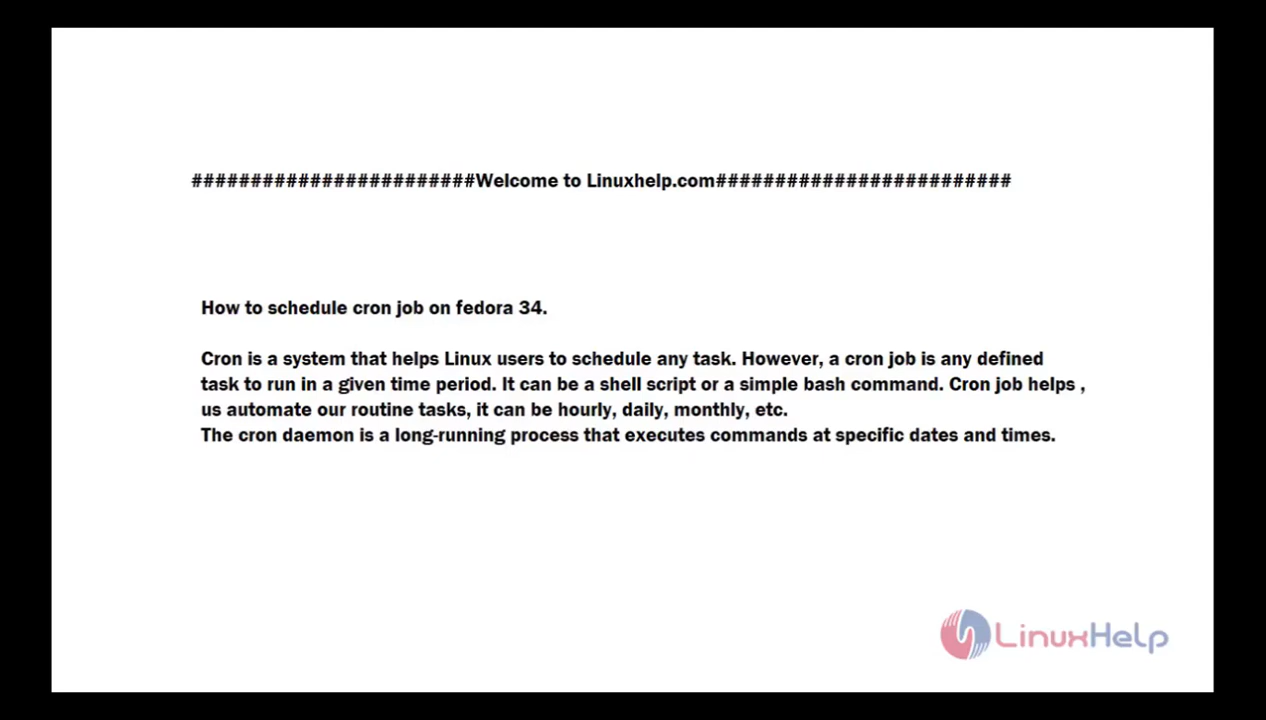 ########################Welcome to Linuxhelp.com#########################
How to schedule cron job on fedora 34.
Cron is a system that helps Linux users to schedule any task. However, a cron job is any defined
task to run in a given time period. It can be a shell script or a simple bash command. Cron job helps ,
us automate our routine tasks, it can be hourly, daily, monthly, etc.
The cron daemon is a long-running process that executes commands at specific dates and times.
LinuxHelp